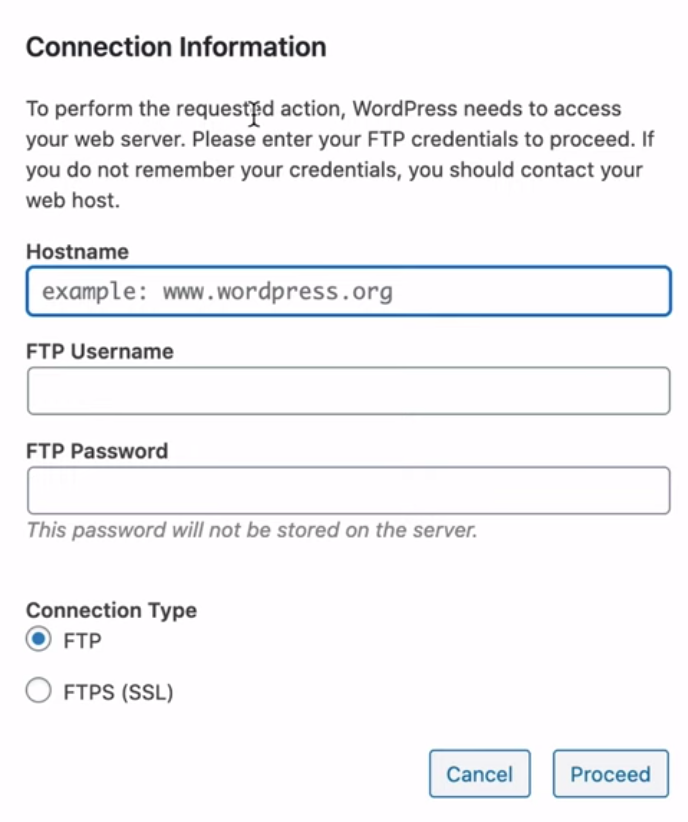 Connection Information
To perform the requested action, WordPress needs to access
your web server. Please enter your FTP credentials to proceed. If
you do not remember your credentials, you should contact your
web host.
Hostname
example: www.wordpress.org
FTP Username
FTP Password
This password will not be stored on the server.
Connection Type
FTP
FTPS (SSL)
Cancel Proceed